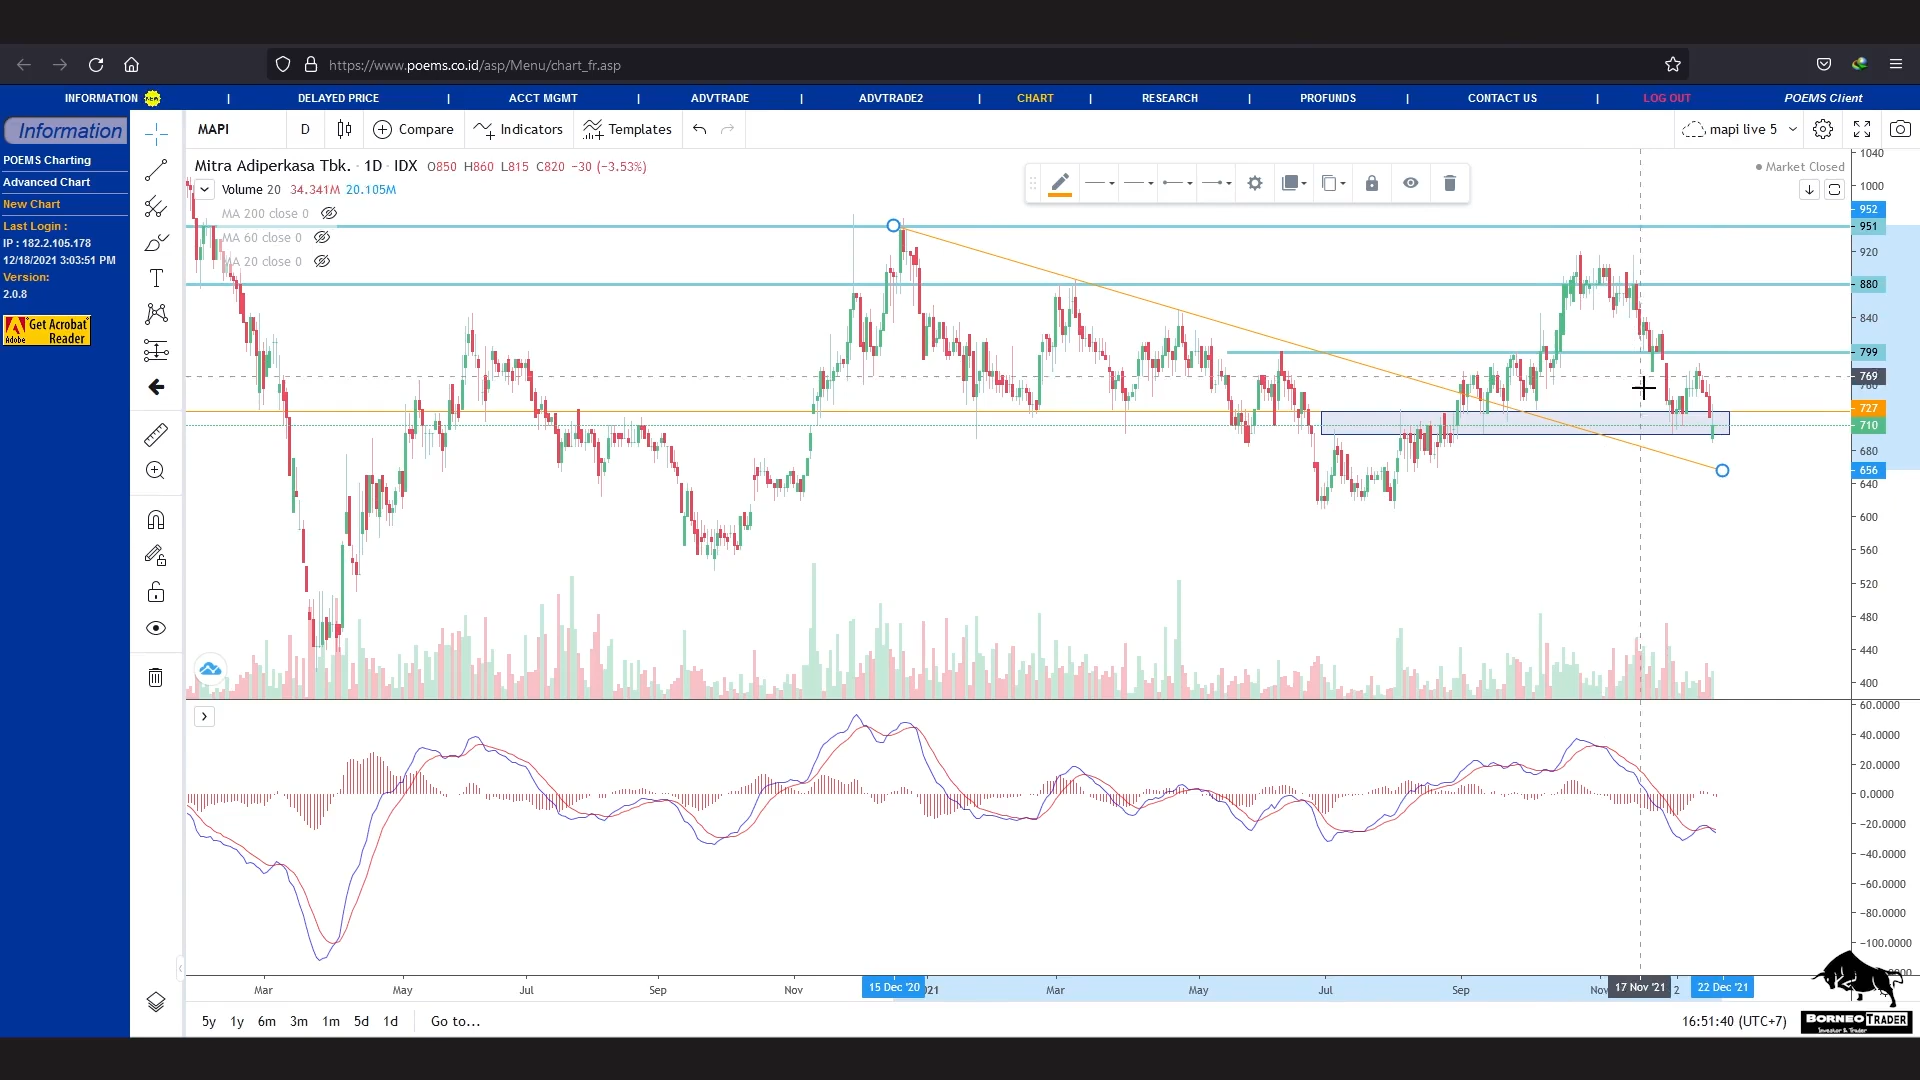 https://www.poems.co.id/asp/Menu/chart_fr.asp
INFORMATION NEW | DELAYED PRICE | ACCT MGMT | ADVTRADE | ADVTRADE2 | CHART | RESEARCH | PROFUNDS | CONTACT US | LOG OUT POEMS Client
Information
POEMS Charting
Advanced Chart
New Chart
Last Login :
IP : 182.2.105.178
12/18/2021 3:03:51 PM
Version:
2.0.8
Get Acrobat
Adobe Reader
MAPI D Compare Indicators Templates mapi live 5
Mitra Adiperkasa Tbk. · 1D · IDX O850 H860 L815 C820 −30 (−3.53%)
Market Closed
Volume 20 34.341M 20.105M
MA 200 close 0
MA 60 close 0
MA 20 close 0
1040
1000
952
951
920
880
840
799
769
760
727
710
680
656
640
600
560
520
480
440
400
60.0000
40.0000
20.0000
0.0000
−20.0000
−40.0000
−60.0000
−80.0000
−100.0000
Mar May Jul Sep Nov 15 Dec '20 021 Mar May Jul Sep Nov 17 Nov '21 2 22 Dec '21
5y 1y 6m 3m 1m 5d 1d Go to... 16:51:40 (UTC+7)
BORNEO TRADER
Investor & Trader